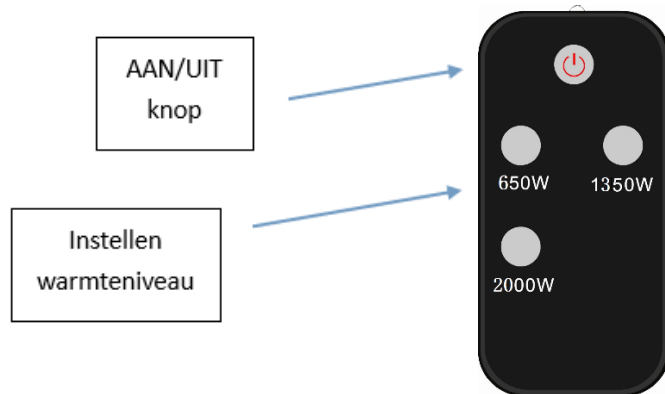 AAN/UIT
knop
650W
1350W
Instellen
warmteniveau
2000W